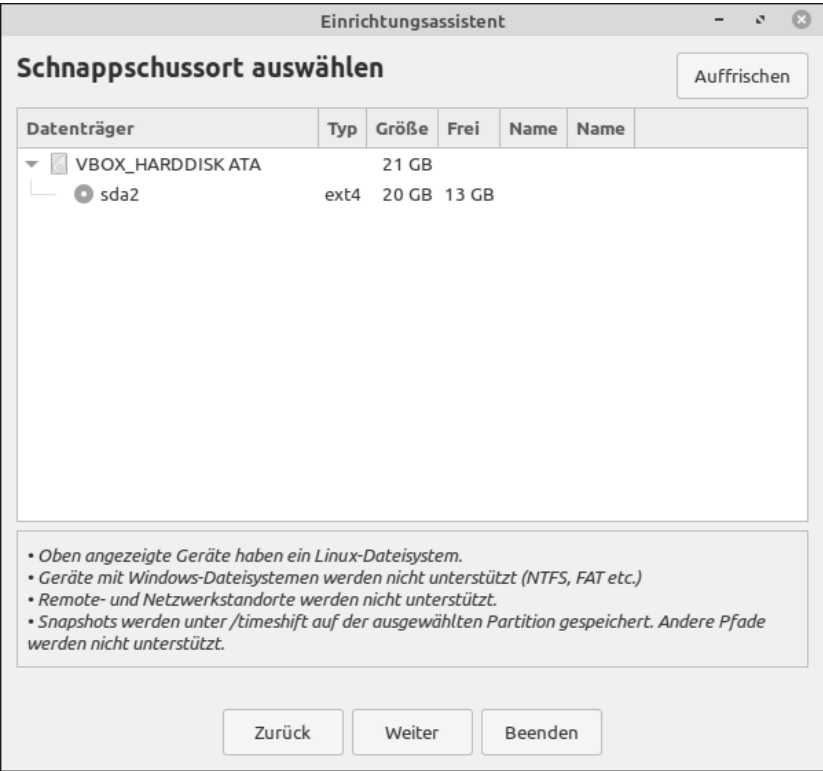 Einrichtungsassistent
Schnappschussort auswählen
Auffrischen
Datenträger Typ Größe Frei Name Name
VBOX_HARDDISK ATA 21 GB
sda2 ext4 20 GB 13 GB
• Oben angezeigte Geräte haben ein Linux-Dateisystem.
• Geräte mit Windows-Dateisystemen werden nicht unterstützt (NTFS, FAT etc.)
• Remote- und Netzwerkstandorte werden nicht unterstützt.
• Snapshots werden unter /timeshift auf der ausgewählten Partition gespeichert. Andere Pfade
werden nicht unterstützt.
Zurück Weiter Beenden